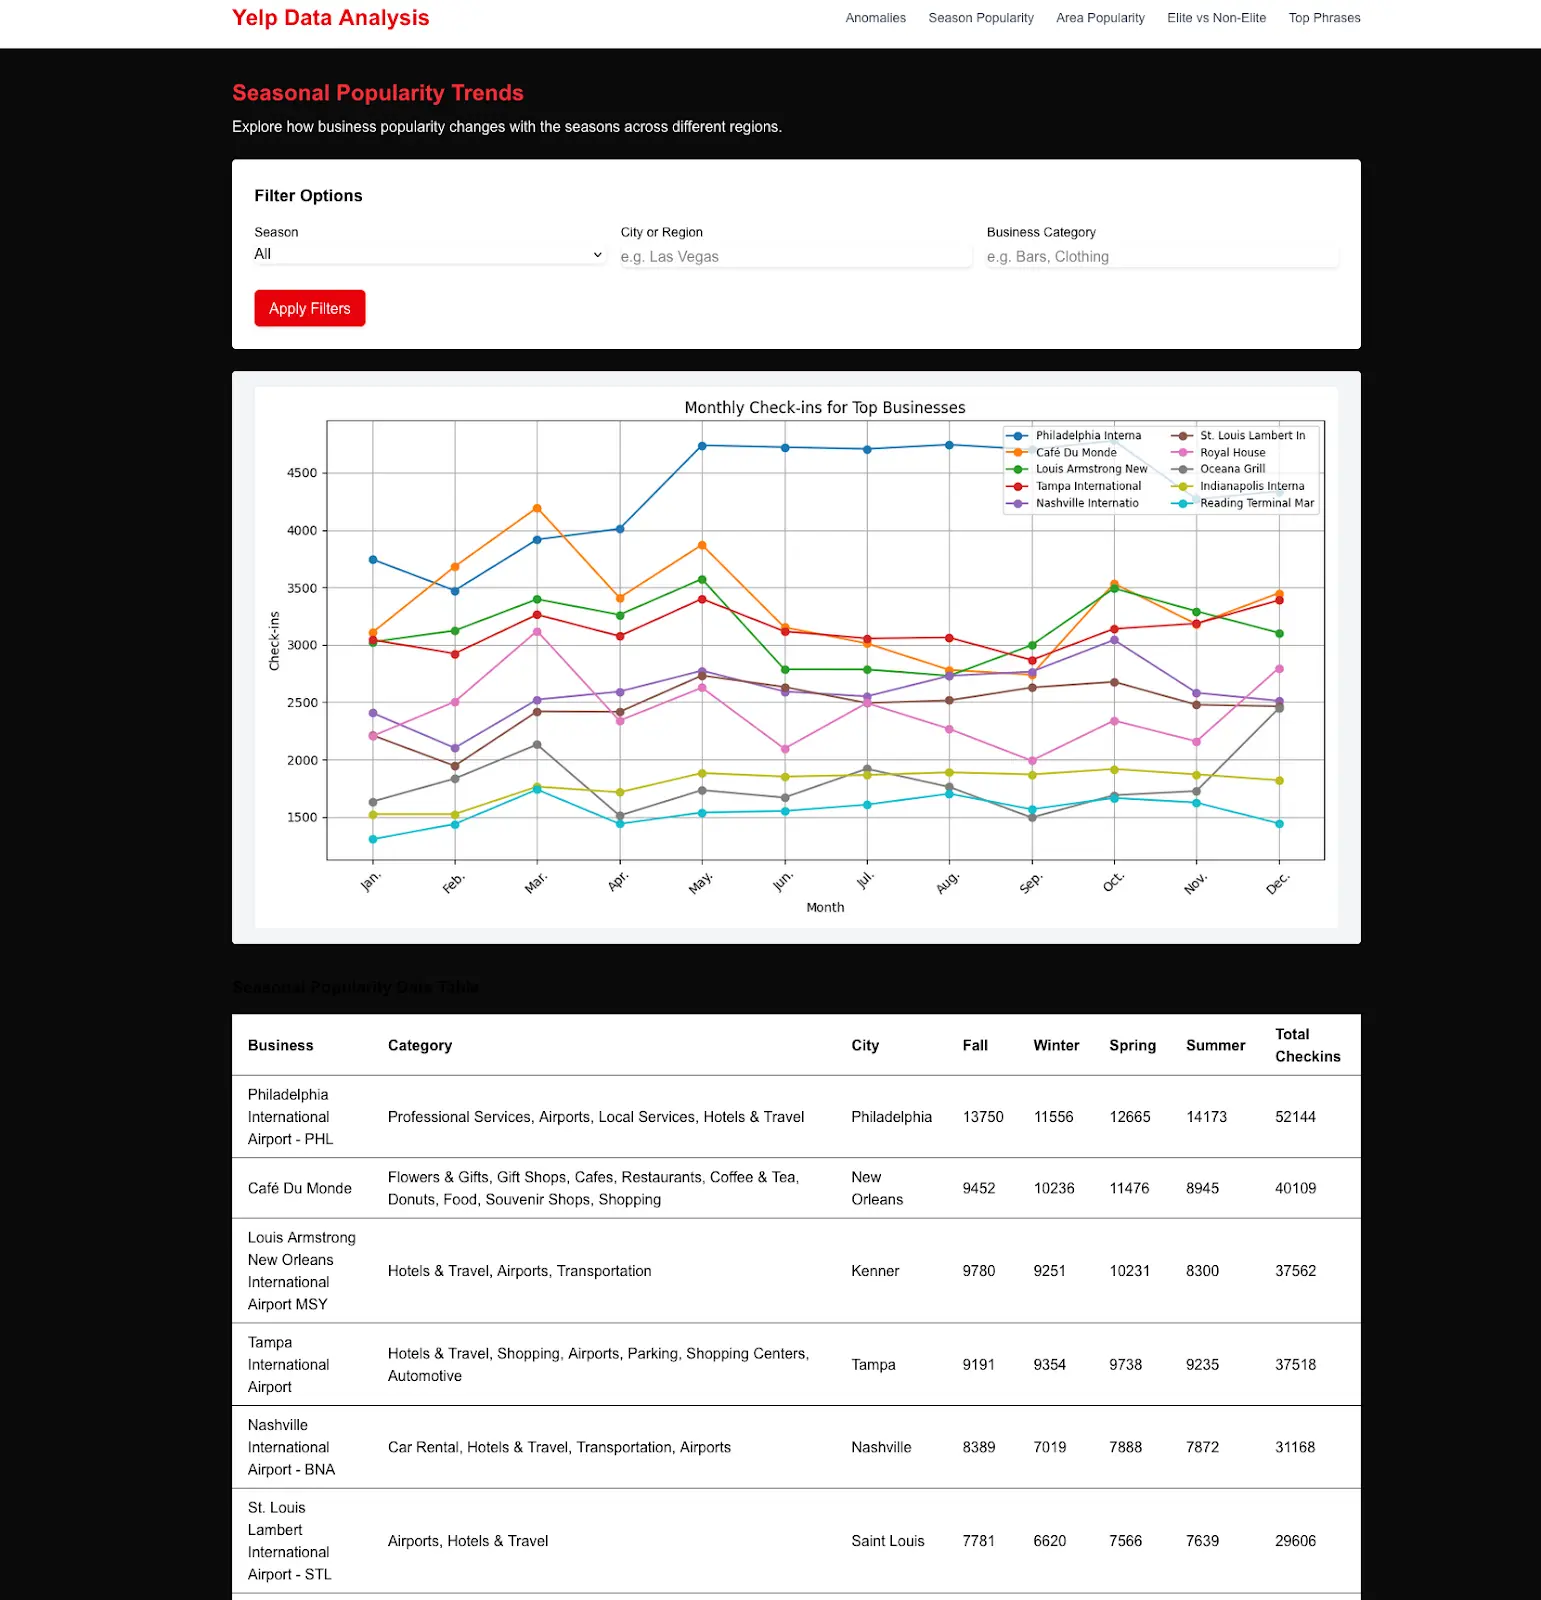 Yelp Data Analysis
Anomalies Season Popularity Area Popularity Elite vs Non-Elite Top Phrases
Seasonal Popularity Trends
Explore how business popularity changes with the seasons across different regions.
Filter Options
Season City or Region Business Category
All e.g. Las Vegas e.g. Bars, Clothing
Apply Filters
Monthly Check-ins for Top Businesses
Philadelphia Interna St. Louis Lambert In
Café Du Monde Royal House
Louis Armstrong New Oceana Grill
Tampa International Indianapolis Interna
Nashville Internatio Reading Terminal Mar
4500
4000
3500
3000
2500
2000
1500
Check-ins
Jan. Feb. Mar. Apr. May. Jun. Jul. Aug. Sep. Oct. Nov. Dec.
Month
Seasonal Popularity Data Table
Business Category City Fall Winter Spring Summer Total
Checkins
Philadelphia
International
Airport - PHL
Professional Services, Airports, Local Services, Hotels & Travel Philadelphia 13750 11556 12665 14173 52144
Café Du Monde
Flowers & Gifts, Gift Shops, Cafes, Restaurants, Coffee & Tea,
Donuts, Food, Souvenir Shops, Shopping
New
Orleans
9452 10236 11476 8945 40109
Louis Armstrong
New Orleans
International
Airport MSY
Hotels & Travel, Airports, Transportation Kenner 9780 9251 10231 8300 37562
Tampa
International
Airport
Hotels & Travel, Shopping, Airports, Parking, Shopping Centers,
Automotive
Tampa 9191 9354 9738 9235 37518
Nashville
International
Airport - BNA
Car Rental, Hotels & Travel, Transportation, Airports Nashville 8389 7019 7888 7872 31168
St. Louis
Lambert
International
Airport - STL
Airports, Hotels & Travel Saint Louis 7781 6620 7566 7639 29606